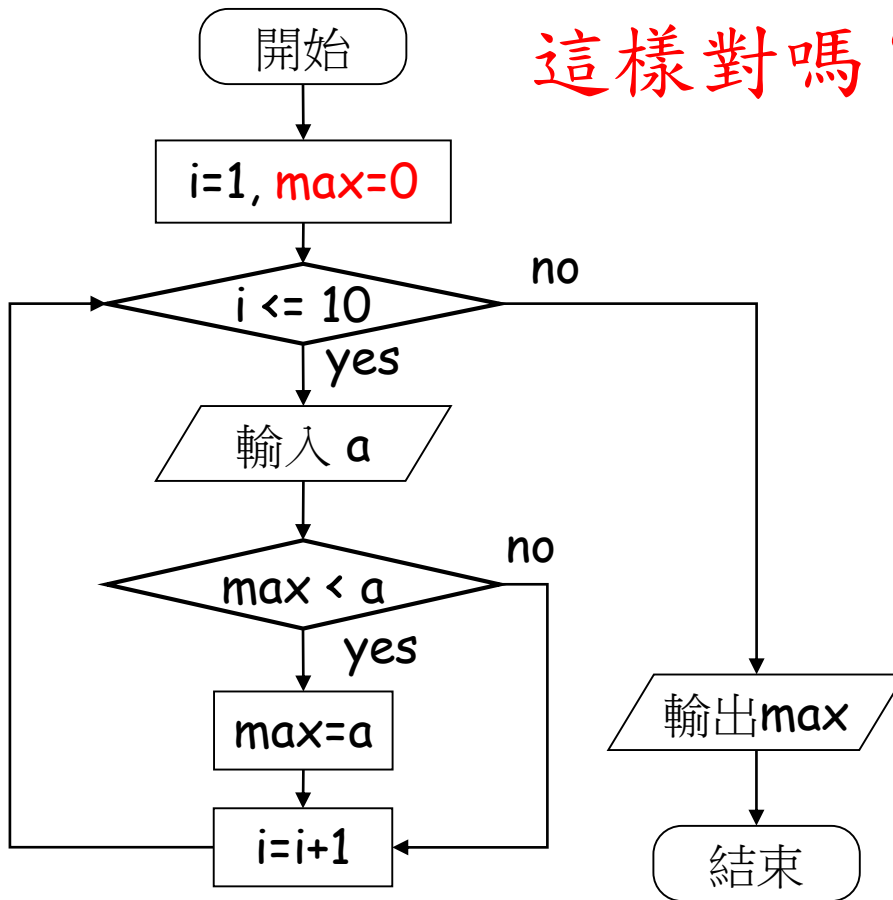 開始
這樣對嗎
i=1, max=0
i <= 10
no
yes
輸入 a
max < a
no
yes
max=a
i=i+1
輸出max
結束